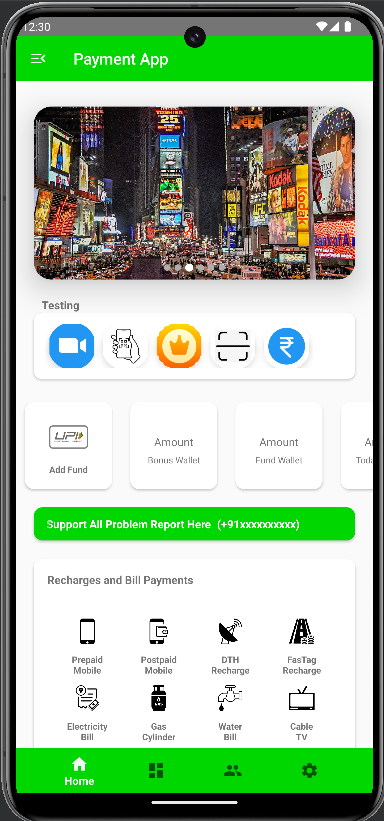 12:30
Payment App
25
Kodak
Kodak
Testing
UPI
Add Fund
Amount
Bonus Wallet
Amount
Fund Wallet
Am
Toda
Support All Problem Report Here (+91xxxxxxxxxx)
Recharges and Bill Payments
Prepaid
Mobile
Postpaid
Mobile
DTH
Recharge
FasTag
Recharge
Electricity
Bill
Gas
Cylinder
Water
Bill
Cable
TV
Home